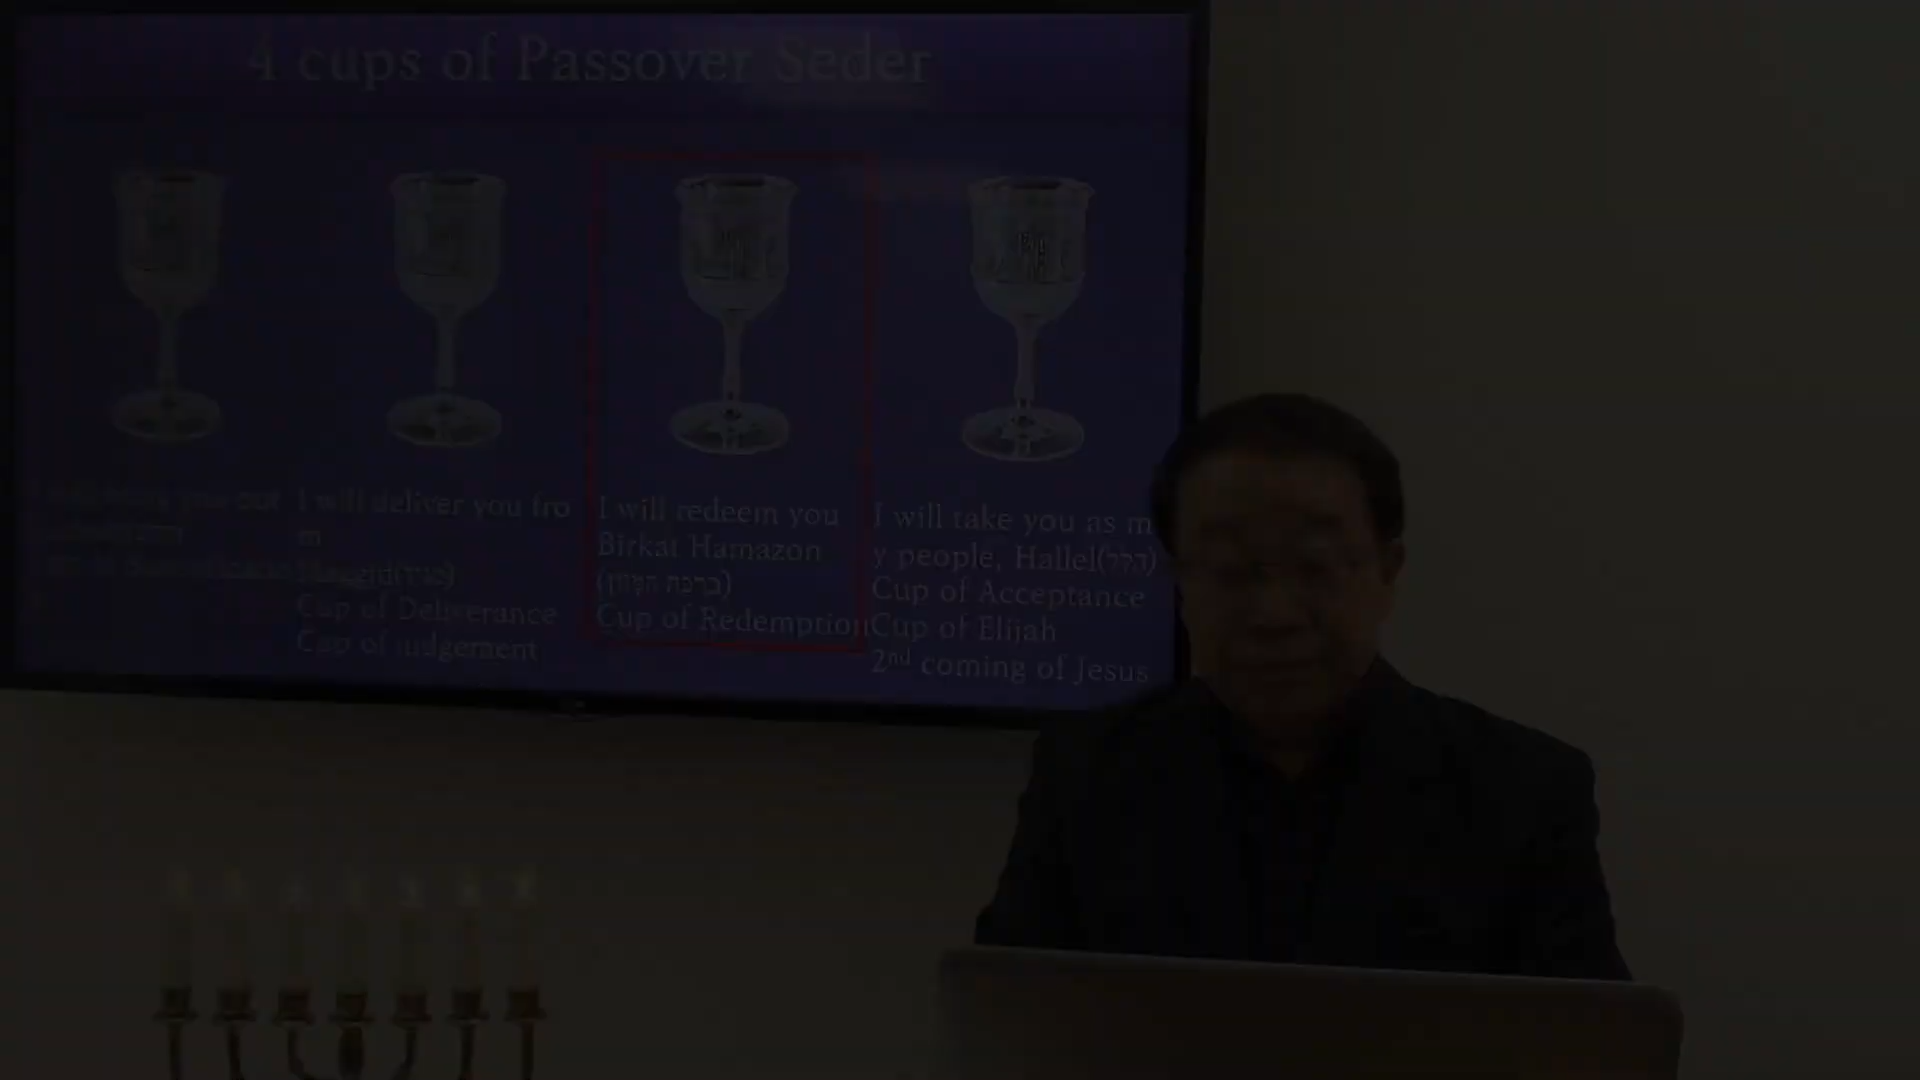 4 cups of Passover Seder
you out
I will deliver you fro
m
Cup of Deliverance
Cup of judgement
I will redeem you
Birkat Hamazon
(ברכת המזון)
Cup of Redemption
I will take you as m
y people, Hallel(הלל)
Cup of Acceptance
Cup of Elijah
2nd coming of Jesus